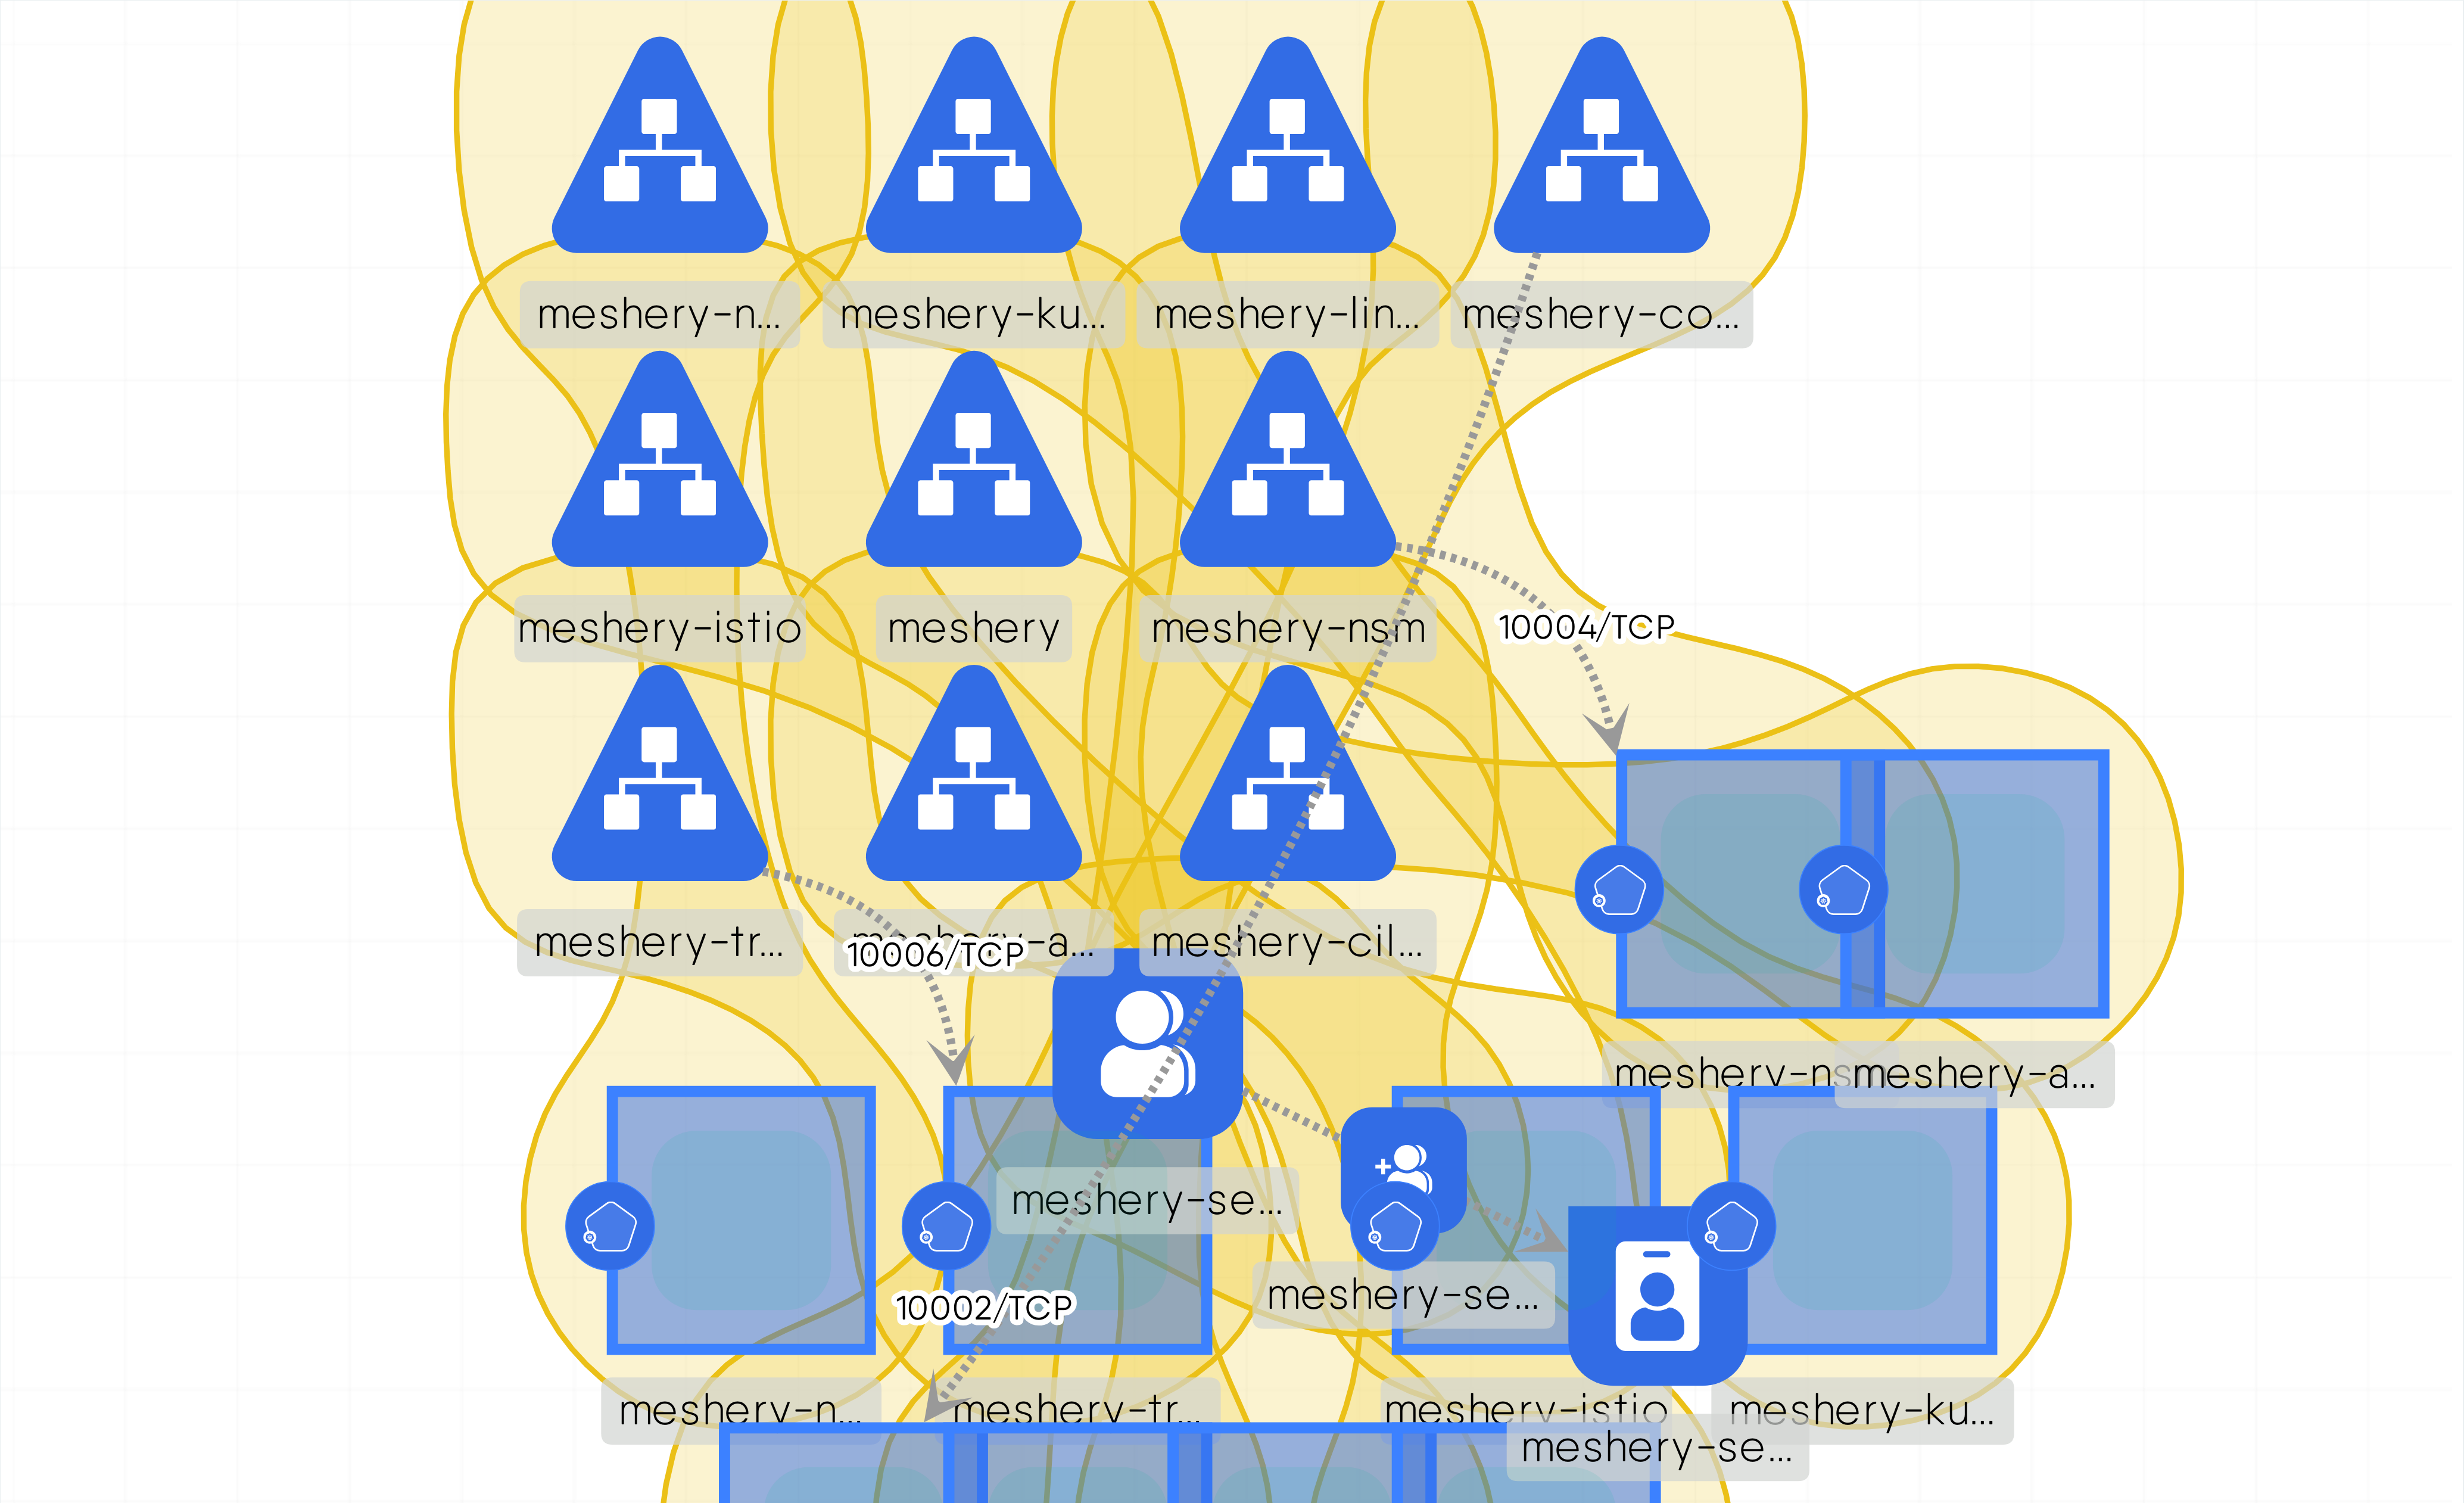 meshery-n...
meshery-ku...
meshery-lin...
meshery-co...
meshery-istio
meshery
meshery-nsm
10004/TCP
meshery-tr...
meshery-a...
meshery-cil...
10006/TCP
meshery-nsm
meshery-a...
meshery-se...
meshery-se...
10002/TCP
meshery-n...
meshery-tr...
meshery-istio
meshery-ku...
meshery-se...